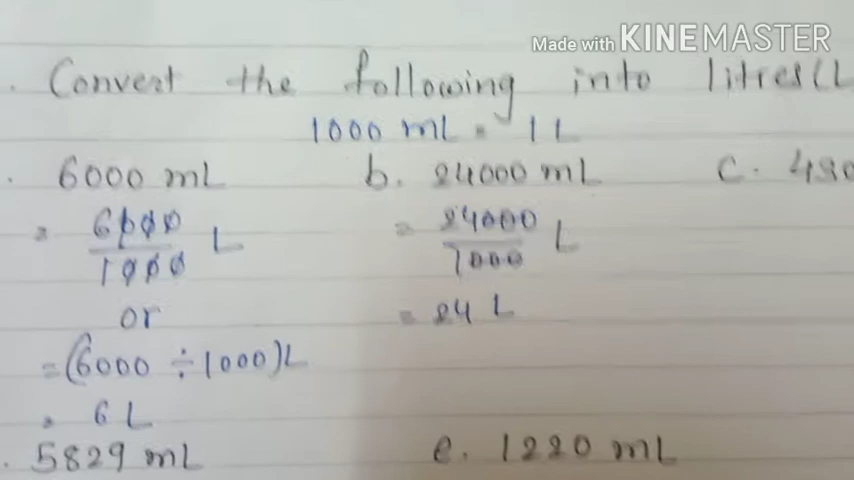 Made with KINEMASTER
Convert the following into litres(L
1000 mL = 1 L
6000 mL b. 24000 mL c. 490
= 6000/1000 L = 24000/1000 L
or = 24 L
= (6000 ÷ 1000) L
= 6 L
5829 mL e. 1220 mL